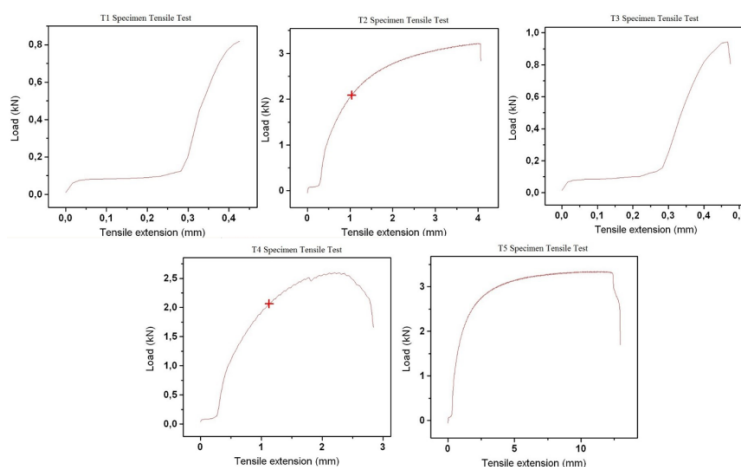 T1 Specimen Tensile Test
0,8
0,6
0,4
0,2
0,0
Load (kN)
0,0 0,1 0,2 0,3 0,4
Tensile extension (mm)
T2 Specimen Tensile Test
3
2
1
0
Load (kN)
0 1 2 3 4
Tensile extension (mm)
T3 Specimen Tensile Test
1,0
0,8
0,6
0,4
0,2
0,0
Load (kN)
0,0 0,1 0,2 0,3 0,4
Tensile extension (mm)
T4 Specimen Tensile Test
2,5
2,0
1,5
1,0
0,5
0,0
Load (kN)
0 1 2 3
Tensile extension (mm)
T5 Specimen Tensile Test
4
3
2
1
0
Load (kN)
0 5 10
Tensile extension (mm)